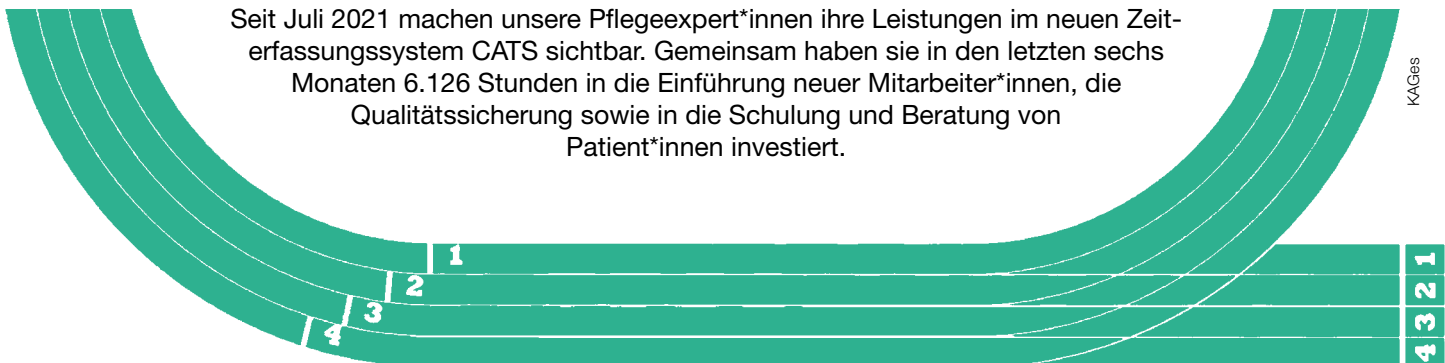 Seit Juli 2021 machen unsere Pflegeexpert*innen ihre Leistungen im neuen Zeit-
erfassungssystem CATS sichtbar. Gemeinsam haben sie in den letzten sechs
Monaten 6.126 Stunden in die Einführung neuer Mitarbeiter*innen, die
Qualitätssicherung sowie in die Schulung und Beratung von
Patient*innen investiert.
KAGes
1
2
3
4
1
2
3
4